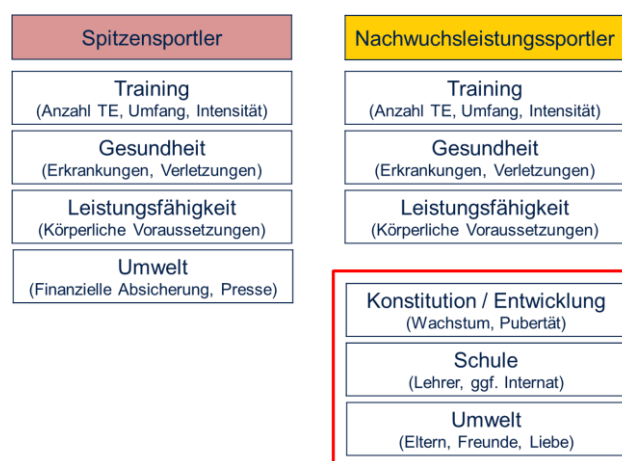 Spitzensportler
Training
(Anzahl TE, Umfang, Intensität)
Gesundheit
(Erkrankungen, Verletzungen)
Leistungsfähigkeit
(Körperliche Voraussetzungen)
Umwelt
(Finanzielle Absicherung, Presse)
Nachwuchsleistungssportler
Training
(Anzahl TE, Umfang, Intensität)
Gesundheit
(Erkrankungen, Verletzungen)
Leistungsfähigkeit
(Körperliche Voraussetzungen)
Konstitution / Entwicklung
(Wachstum, Pubertät)
Schule
(Lehrer, ggf. Internat)
Umwelt
(Eltern, Freunde, Liebe)